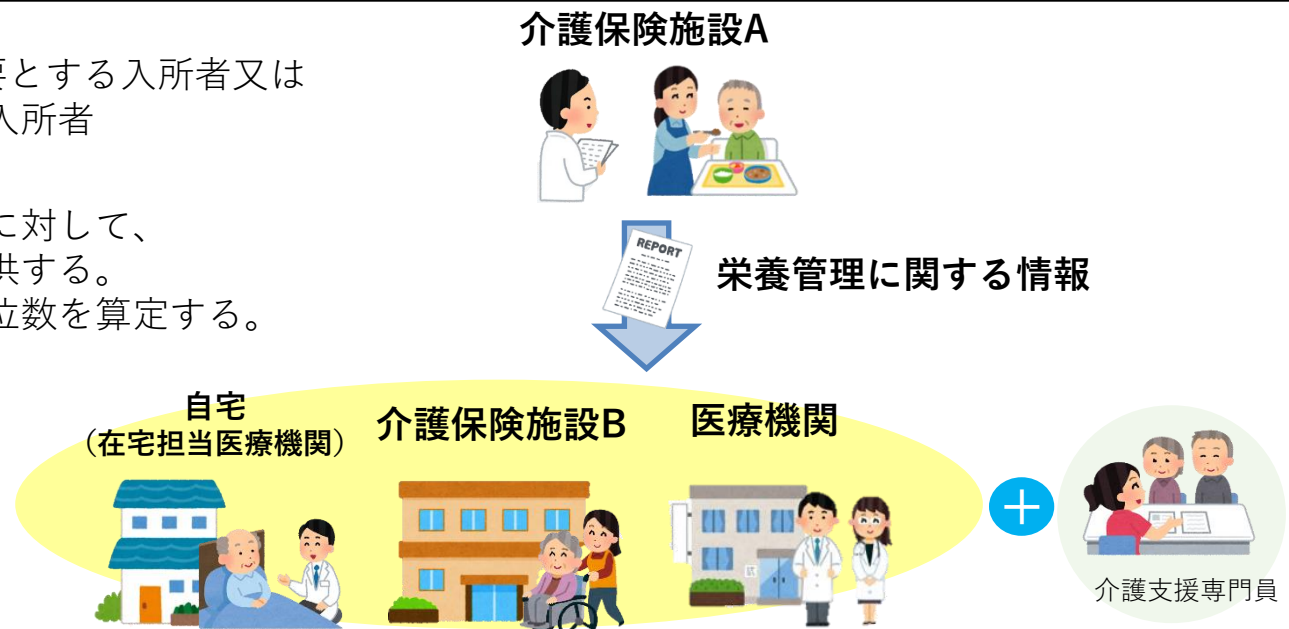 介護保険施設A
要とする入所者又は
入所者
に対して、
供する。
位数を算定する。
REPORT
栄養管理に関する情報
自宅
（在宅担当医療機関）
介護保険施設B
医療機関
＋
介護支援専門員